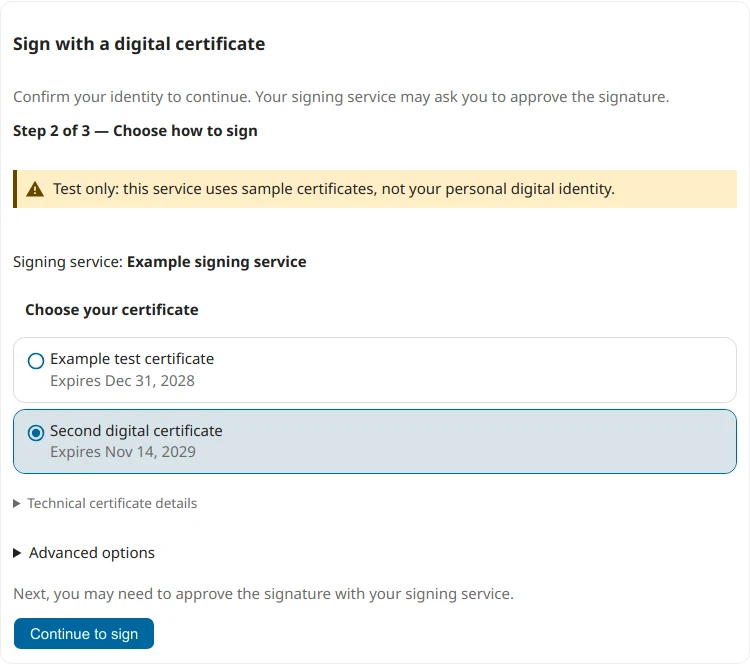 Sign with a digital certificate
Confirm your identity to continue. Your signing service may ask you to approve the signature.
Step 2 of 3 — Choose how to sign
Test only: this service uses sample certificates, not your personal digital identity.
Signing service: Example signing service
Choose your certificate
Example test certificate
Expires Dec 31, 2028
Second digital certificate
Expires Nov 14, 2029
Technical certificate details
Advanced options
Next, you may need to approve the signature with your signing service.
Continue to sign